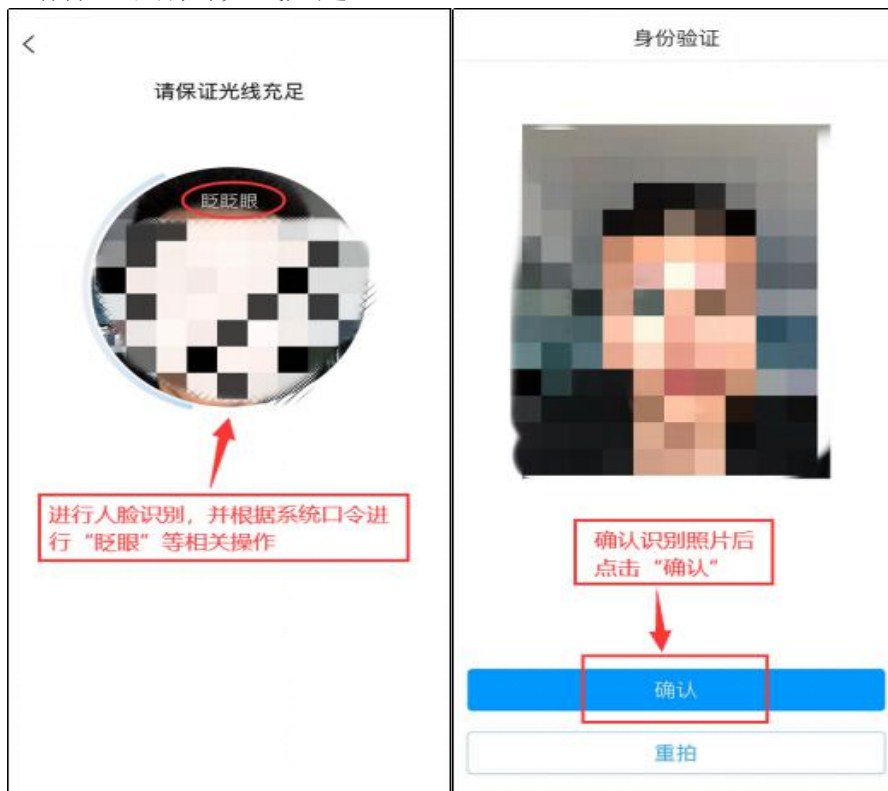 <
请保证光线充足
眨眨眼
进行人脸识别，并根据系统口令进
行“眨眼”等相关操作
身份验证
确认识别照片后
点击“确认”
确认
重拍